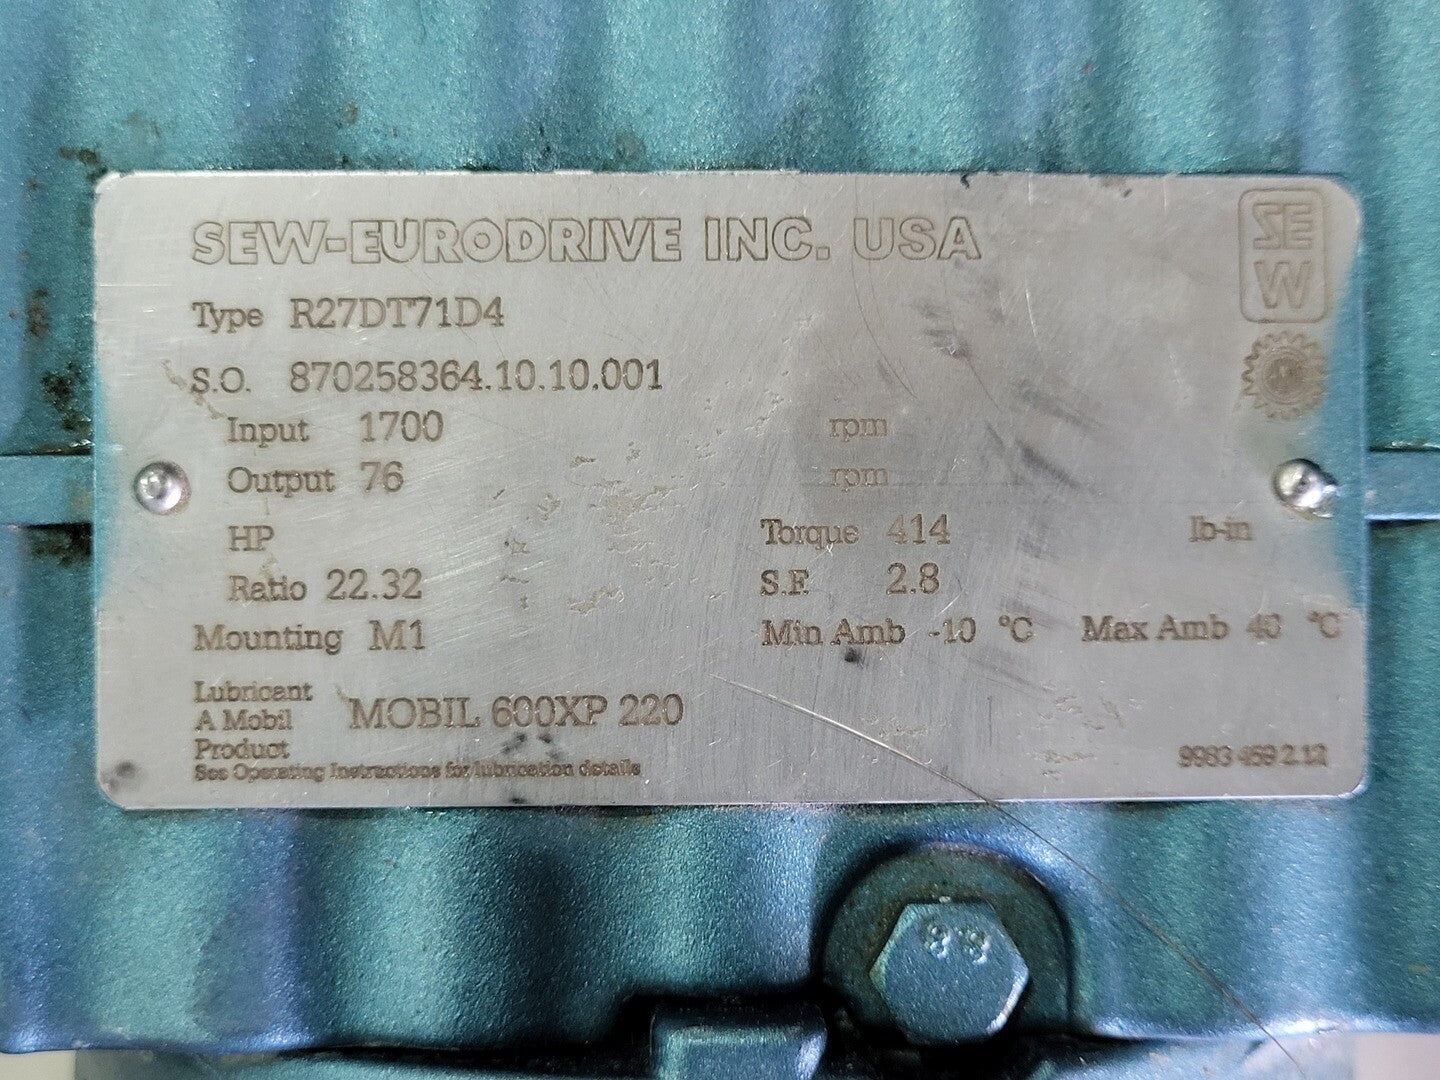 SEW-EURODRIVE INC. USA
SEW
Type R27DT71D4
S.O. 870258364.10.10.001
Input 1700 rpm
Output 76 rpm
HP Torque 414 lb-in
Ratio 22.32 S.F. 2.8
Mounting M1 Min Amb -10 °C Max Amb 40 °C
Lubricant
A Mobil MOBIL 600XP 220
Product
See Operating Instructions for lubrication details
9983 459 2.12
8.8